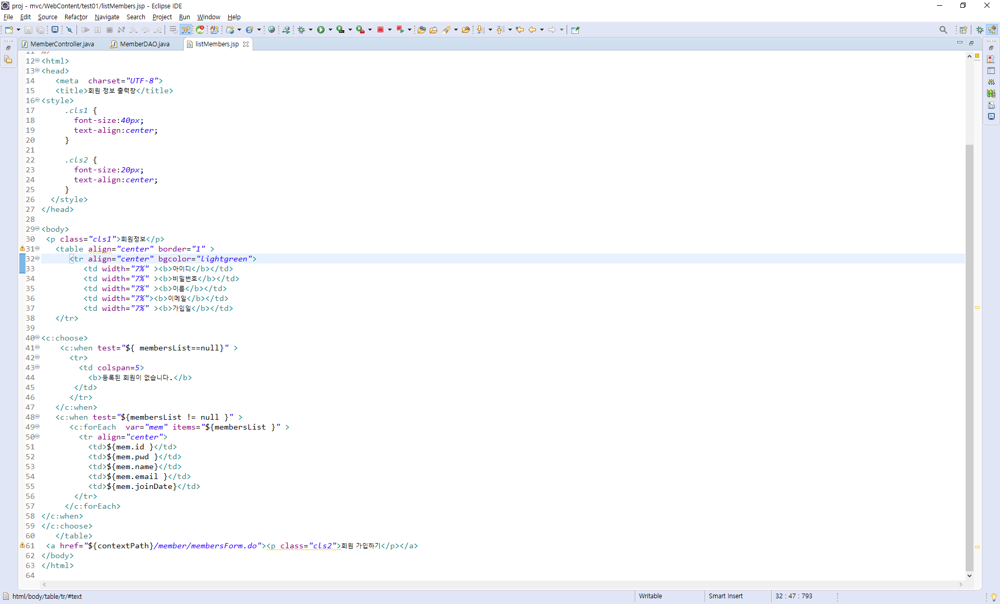 proj - mvc/WebContent/test01/listMembers.jsp - Eclipse IDE
File Edit Source Refactor Navigate Search Project Run Window Help
MemberController.java MemberDAO.java listMembers.jsp
11 %>
12 <html>
13 <head>
14    <meta  charset="UTF-8">
15    <title>회원 정보 출력창</title>
16 <style>
17      .cls1 {
18        font-size:40px;
19        text-align:center;
20      }
21
22      .cls2 {
23        font-size:20px;
24        text-align:center;
25      }
26   </style>
27 </head>
28
29 <body>
30  <p class="cls1">회원정보</p>
31    <table align="center" border="1" >
32       <tr align="center" bgcolor="lightgreen">
33          <td width="7%" ><b>아이디</b></td>
34          <td width="7%" ><b>비밀번호</b></td>
35          <td width="7%" ><b>이름</b></td>
36          <td width="7%"><b>이메일</b></td>
37          <td width="7%" ><b>가입일</b></td>
38    </tr>
39
40 <c:choose>
41     <c:when test="${ membersList==null}" >
42       <tr>
43         <td colspan=5>
44           <b>등록된 회원이 없습니다.</b>
45        </td>
46       </tr>
47    </c:when>
48    <c:when test="${membersList != null }" >
49       <c:forEach  var="mem" items="${membersList }" >
50         <tr align="center">
51           <td>${mem.id }</td>
52           <td>${mem.pwd }</td>
53           <td>${mem.name}</td>
54           <td>${mem.email }</td>
55           <td>${mem.joinDate}</td>
56        </tr>
57      </c:forEach>
58 </c:when>
59 </c:choose>
60    </table>
61  <a href="${contextPath}/member/membersForm.do"><p class="cls2">회원 가입하기</p></a>
62 </body>
63 </html>
64
html/body/table/tr/#text Writable Smart Insert 32 : 47 : 793